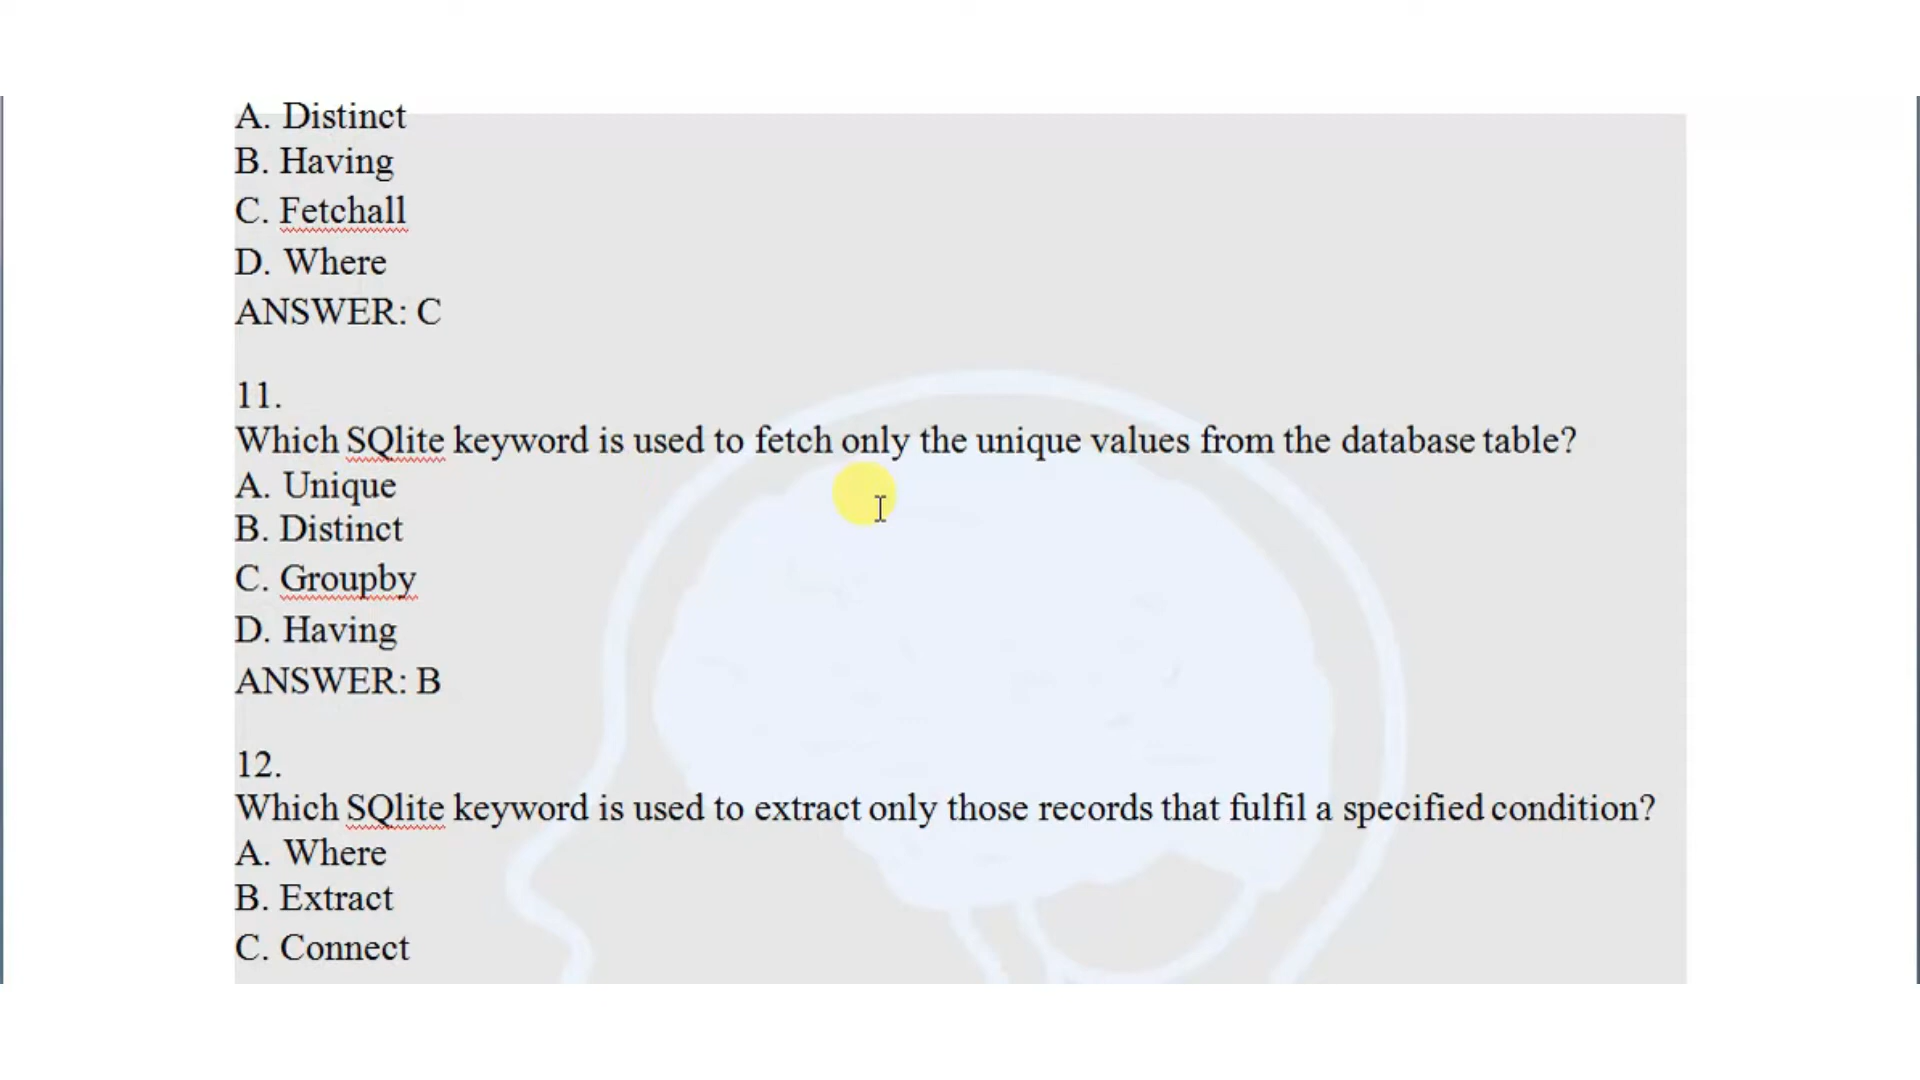 A. Distinct
B. Having
C. Fetchall
D. Where
ANSWER: C
11.
Which SQlite keyword is used to fetch only the unique values from the database table?
A. Unique
B. Distinct
C. Groupby
D. Having
ANSWER: B
12.
Which SQlite keyword is used to extract only those records that fulfil a specified condition?
A. Where
B. Extract
C. Connect